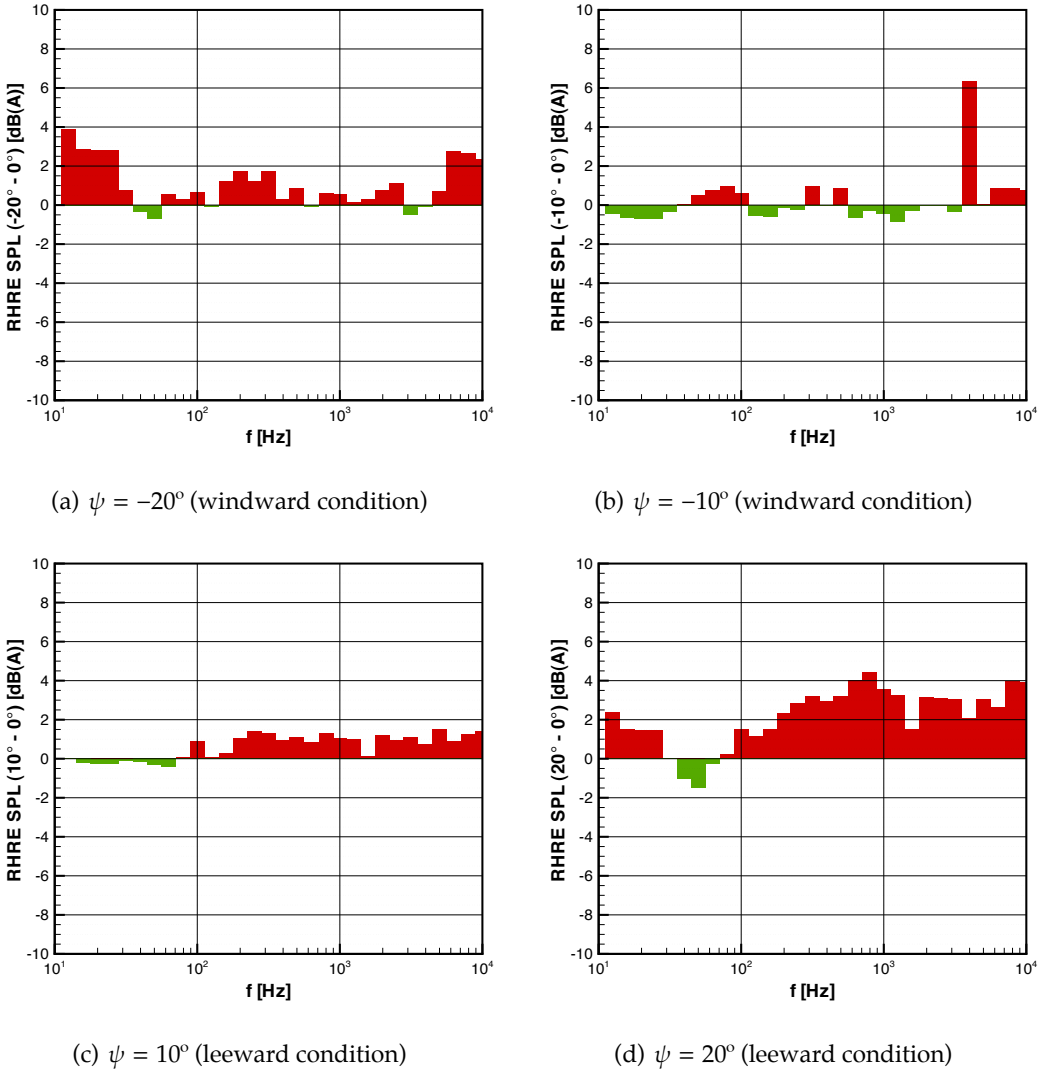 10
8
6
4
2
0
-2
-4
-6
-8
-10
RHRE SPL (-20° - 0°) [dB(A)]
10¹ 10² 10³ 10⁴
f [Hz]
(a) ψ = −20º (windward condition)
10
8
6
4
2
0
-2
-4
-6
-8
-10
RHRE SPL (-10° - 0°) [dB(A)]
10¹ 10² 10³ 10⁴
f [Hz]
(b) ψ = −10º (windward condition)
10
8
6
4
2
0
-2
-4
-6
-8
-10
RHRE SPL (10° - 0°) [dB(A)]
10¹ 10² 10³ 10⁴
f [Hz]
(c) ψ = 10º (leeward condition)
10
8
6
4
2
0
-2
-4
-6
-8
-10
RHRE SPL (20° - 0°) [dB(A)]
10¹ 10² 10³ 10⁴
f [Hz]
(d) ψ = 20º (leeward condition)